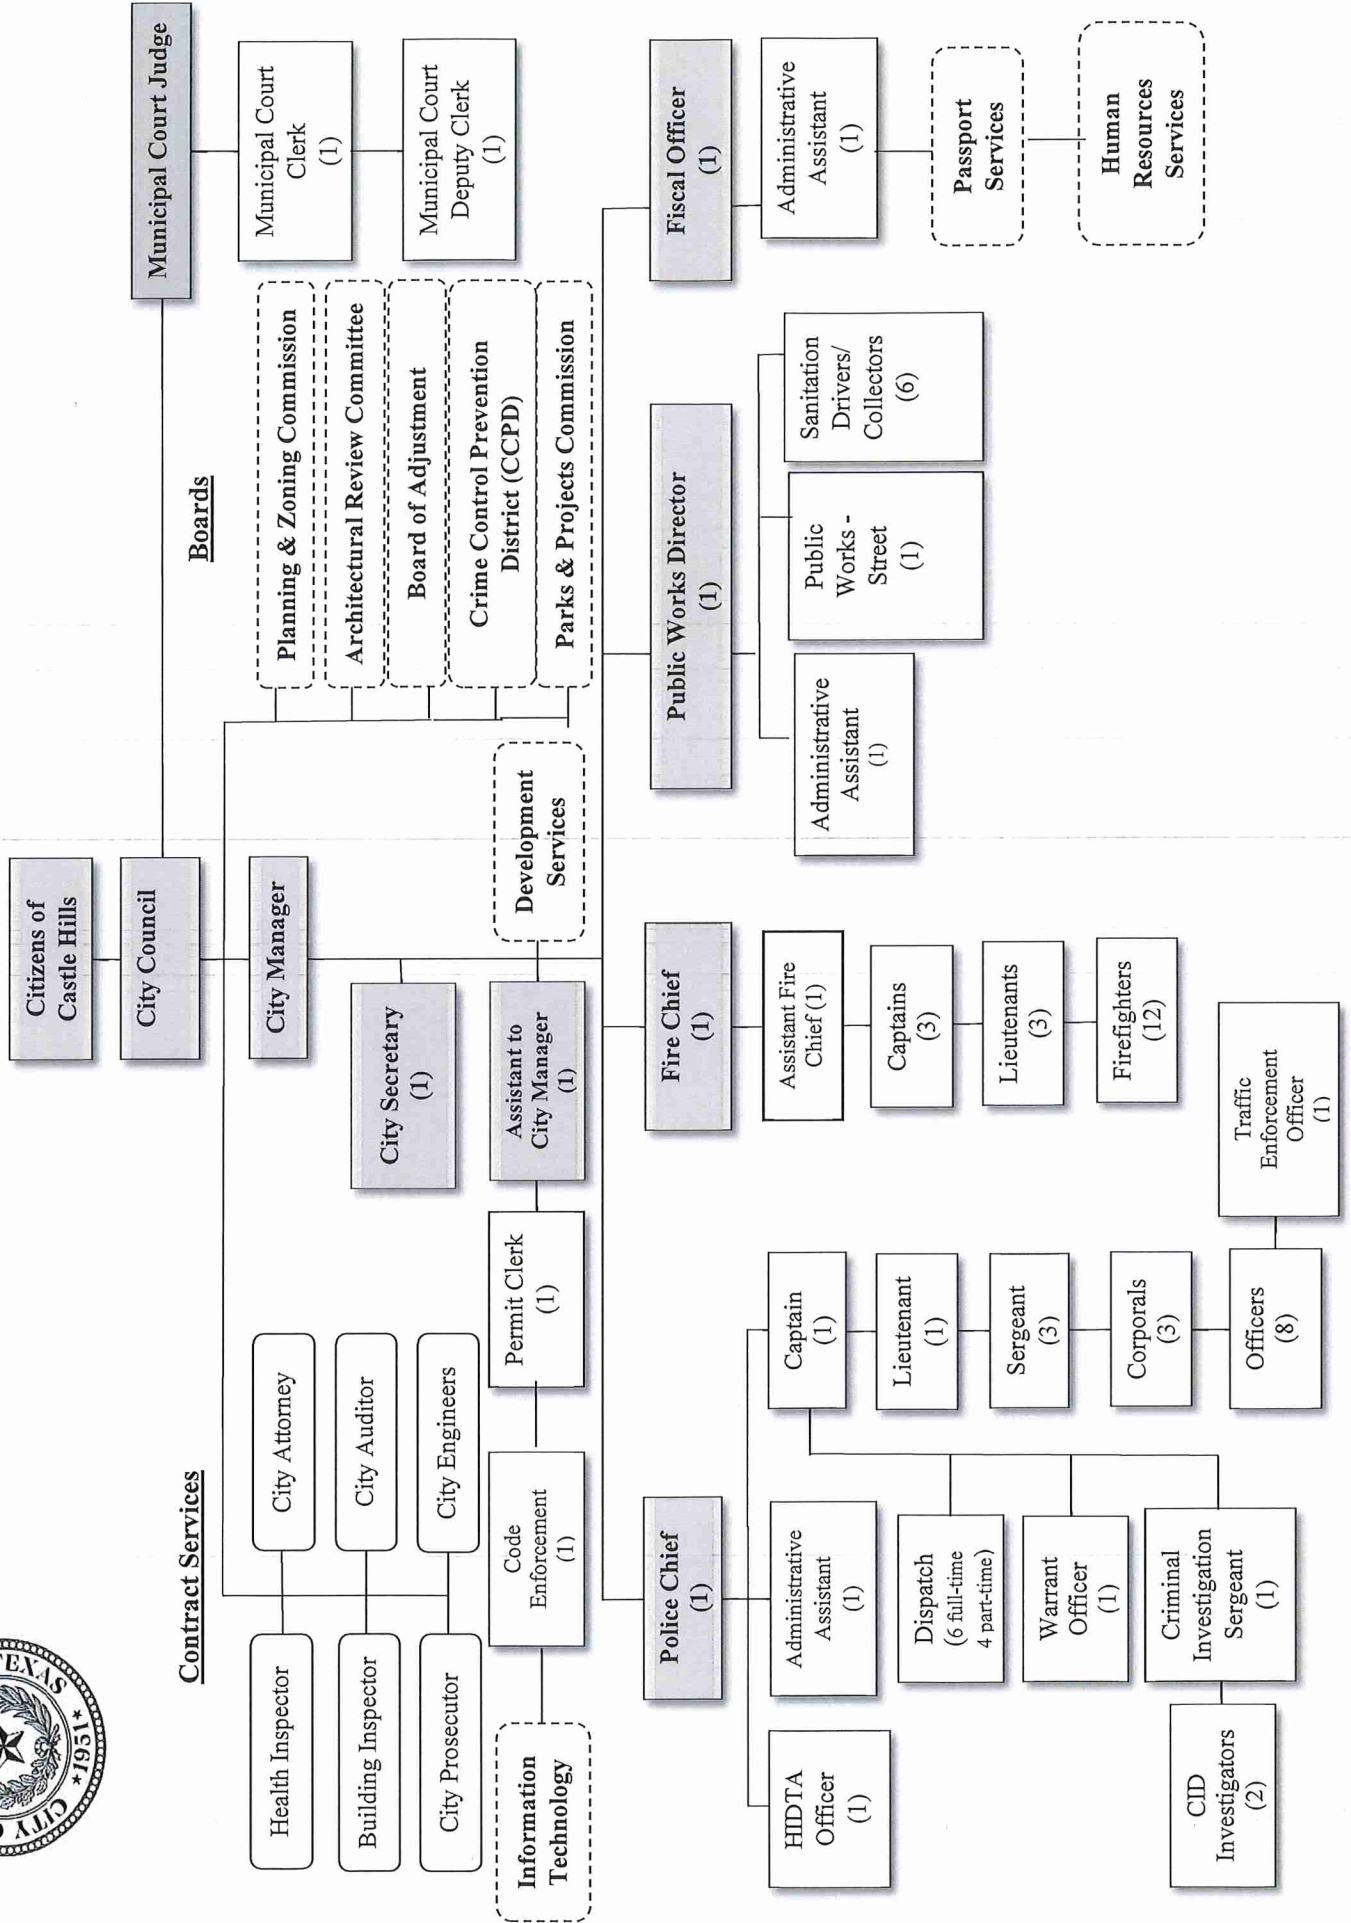 TEXAS
CITY O
*1951*
Citizens of
Castle Hills
City Council
Municipal Court Judge
City Manager
Contract Services
Boards
Health Inspector
City Attorney
Building Inspector
City Auditor
City Prosecutor
City Engineers
City Secretary
(1)
Planning & Zoning Commission
Architectural Review Committee
Board of Adjustment
Crime Control Prevention
District (CCPD)
Parks & Projects Commission
Municipal Court
Clerk
(1)
Municipal Court
Deputy Clerk
(1)
Information
Technology
Code
Enforcement
(1)
Permit Clerk
(1)
Assistant to
City Manager
(1)
Development
Services
Police Chief
(1)
Fire Chief
(1)
Public Works Director
(1)
Fiscal Officer
(1)
HIDTA
Officer
(1)
Administrative
Assistant
(1)
Captain
(1)
Dispatch
(6 full-time
4 part-time)
Lieutenant
(1)
Warrant
Officer
(1)
Sergeant
(3)
Corporals
(3)
CID
Investigators
(2)
Criminal
Investigation
Sergeant
(1)
Officers
(8)
Traffic
Enforcement
Officer
(1)
Assistant Fire
Chief (1)
Captains
(3)
Lieutenants
(3)
Firefighters
(12)
Administrative
Assistant
(1)
Public
Works -
Street
(1)
Sanitation
Drivers/
Collectors
(6)
Administrative
Assistant
(1)
Passport
Services
Human
Resources
Services